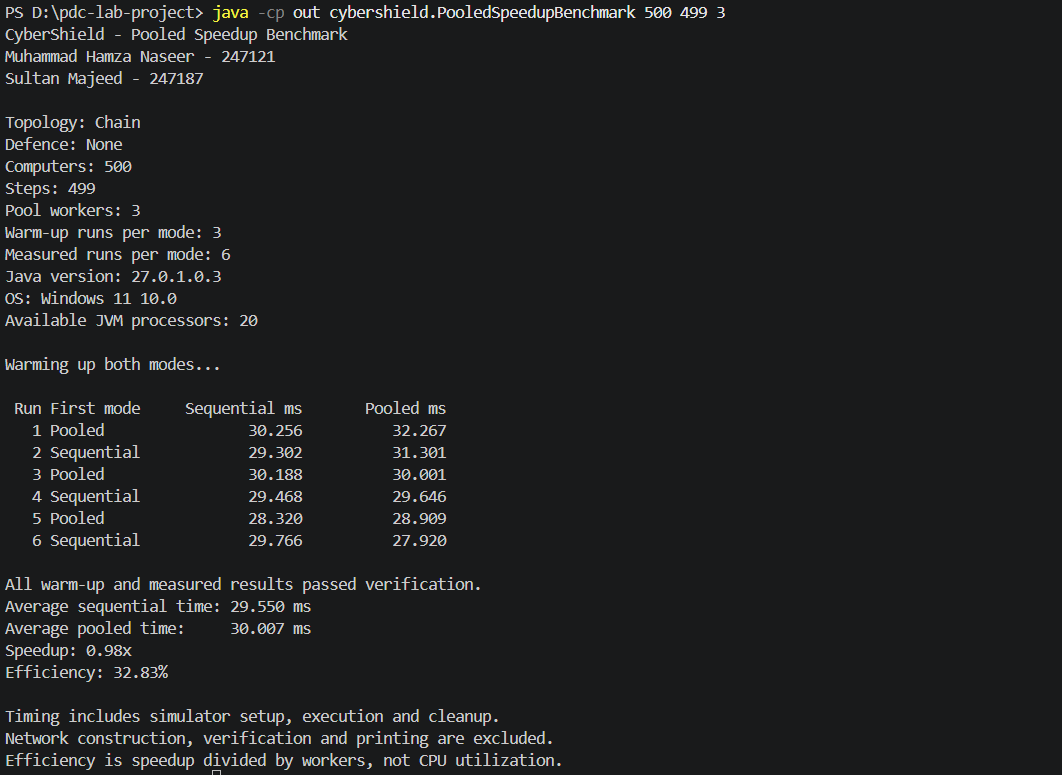 PS D:\pdc-lab-project> java -cp out cybershield.PooledSpeedupBenchmark 500 499 3
CyberShield - Pooled Speedup Benchmark
Muhammad Hamza Naseer - 247121
Sultan Majeed - 247187
Topology: Chain
Defence: None
Computers: 500
Steps: 499
Pool workers: 3
Warm-up runs per mode: 3
Measured runs per mode: 6
Java version: 27.0.1.0.3
OS: Windows 11 10.0
Available JVM processors: 20
Warming up both modes...
Run First mode Sequential ms Pooled ms
1 Pooled 30.256 32.267
2 Sequential 29.302 31.301
3 Pooled 30.188 30.001
4 Sequential 29.468 29.646
5 Pooled 28.320 28.909
6 Sequential 29.766 27.920
All warm-up and measured results passed verification.
Average sequential time: 29.550 ms
Average pooled time: 30.007 ms
Speedup: 0.98x
Efficiency: 32.83%
Timing includes simulator setup, execution and cleanup.
Network construction, verification and printing are excluded.
Efficiency is speedup divided by workers, not CPU utilization.